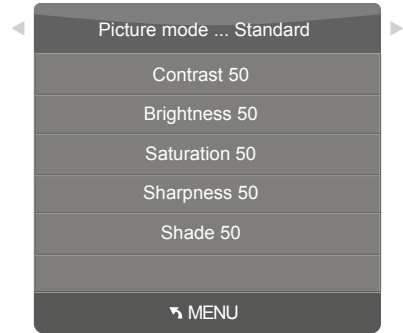 Picture mode ... Standard
Contrast 50
Brightness 50
Saturation 50
Sharpness 50
Shade 50
MENU